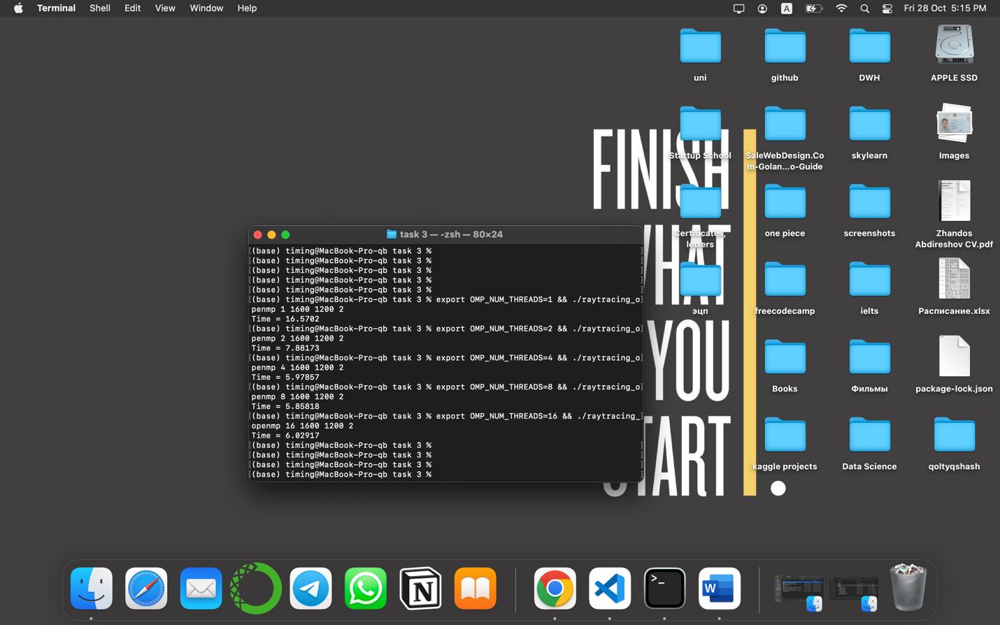 Terminal Shell Edit View Window Help
A
Fri 28 Oct 5:15 PM
uni
github
DWH
APPLE SSD
Startup School
SaleWebDesign.Co
m-Golan...o-Guide
skylearn
Images
Certificates,
letters
one piece
screenshots
Zhandos
Abdireshov CV.pdf
эцп
freecodecamp
ielts
XLSX
Расписание.xlsx
Books
Фильмы
package-lock.json
kaggle projects
Data Science
qoltyqshash
FINISH
WHAT
YOU
START
task 3 — -zsh — 80×24
[(base) timing@MacBook-Pro-qb task 3 % ]
[(base) timing@MacBook-Pro-qb task 3 % ]
[(base) timing@MacBook-Pro-qb task 3 % ]
[(base) timing@MacBook-Pro-qb task 3 % ]
[(base) timing@MacBook-Pro-qb task 3 % ]
[(base) timing@MacBook-Pro-qb task 3 % export OMP_NUM_THREADS=1 && ./raytracing_o]
penmp 1 1600 1200 2
Time = 16.5702
[(base) timing@MacBook-Pro-qb task 3 % export OMP_NUM_THREADS=2 && ./raytracing_o]
penmp 2 1600 1200 2
Time = 7.88173
[(base) timing@MacBook-Pro-qb task 3 % export OMP_NUM_THREADS=4 && ./raytracing_o]
penmp 4 1600 1200 2
Time = 5.97857
[(base) timing@MacBook-Pro-qb task 3 % export OMP_NUM_THREADS=8 && ./raytracing_o]
penmp 8 1600 1200 2
Time = 5.85818
[(base) timing@MacBook-Pro-qb task 3 % export OMP_NUM_THREADS=16 && ./raytracing_]
openmp 16 1600 1200 2
Time = 6.02917
[(base) timing@MacBook-Pro-qb task 3 % ]
[(base) timing@MacBook-Pro-qb task 3 % ]
[(base) timing@MacBook-Pro-qb task 3 % ]
[(base) timing@MacBook-Pro-qb task 3 % ]
N
>_
W